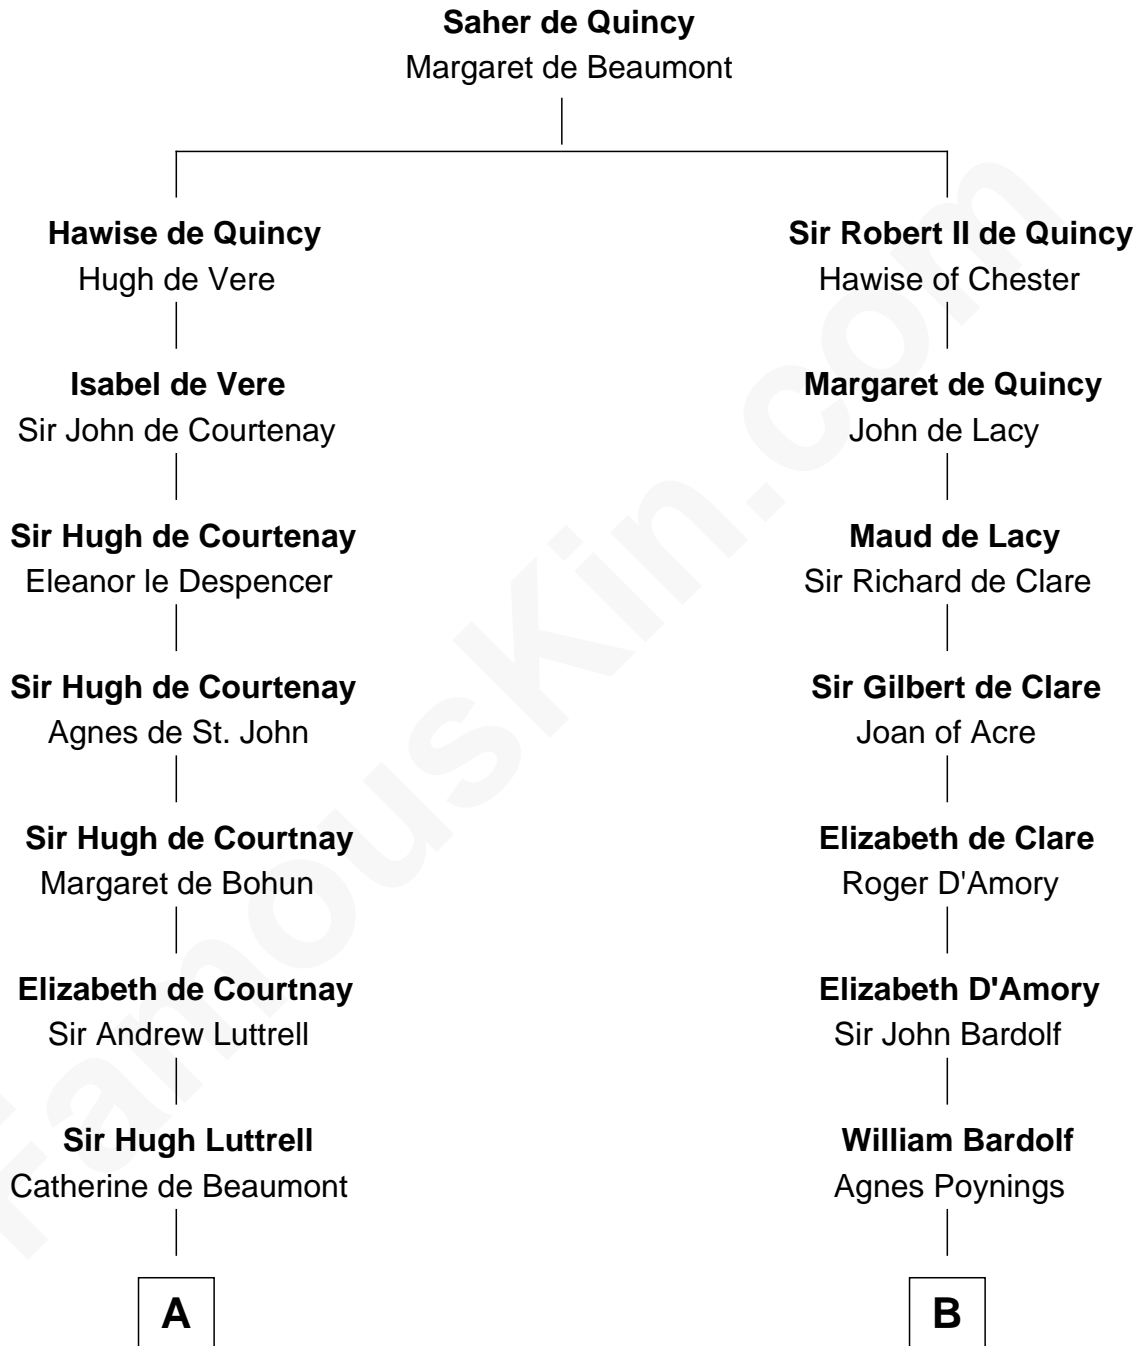 Saher de Quincy
Margaret de Beaumont
Hawise de Quincy
Hugh de Vere
Isabel de Vere
Sir John de Courtenay
Sir Hugh de Courtenay
Eleanor le Despencer
Sir Hugh de Courtenay
Agnes de St. John
Sir Hugh de Courtnay
Margaret de Bohun
Elizabeth de Courtnay
Sir Andrew Luttrell
Sir Hugh Luttrell
Catherine de Beaumont
A
Sir Robert II de Quincy
Hawise of Chester
Margaret de Quincy
John de Lacy
Maud de Lacy
Sir Richard de Clare
Sir Gilbert de Clare
Joan of Acre
Elizabeth de Clare
Roger D'Amory
Elizabeth D'Amory
Sir John Bardolf
William Bardolf
Agnes Poynings
B
FamousKin.com